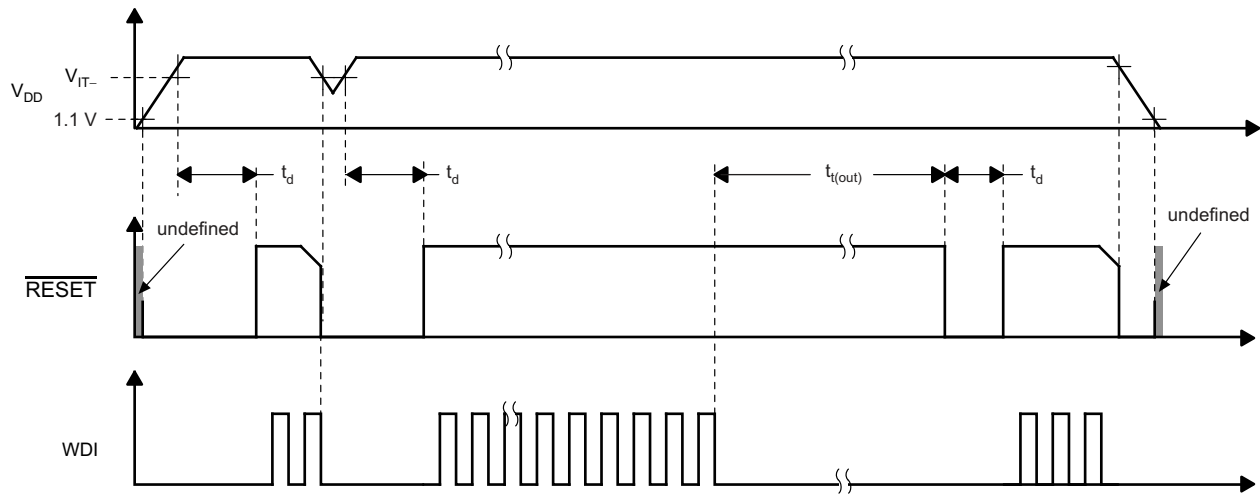 V_IT–
V_DD
1.1 V
t_d
t_d
t_t(out)
t_d
undefined
undefined
RESET
WDI